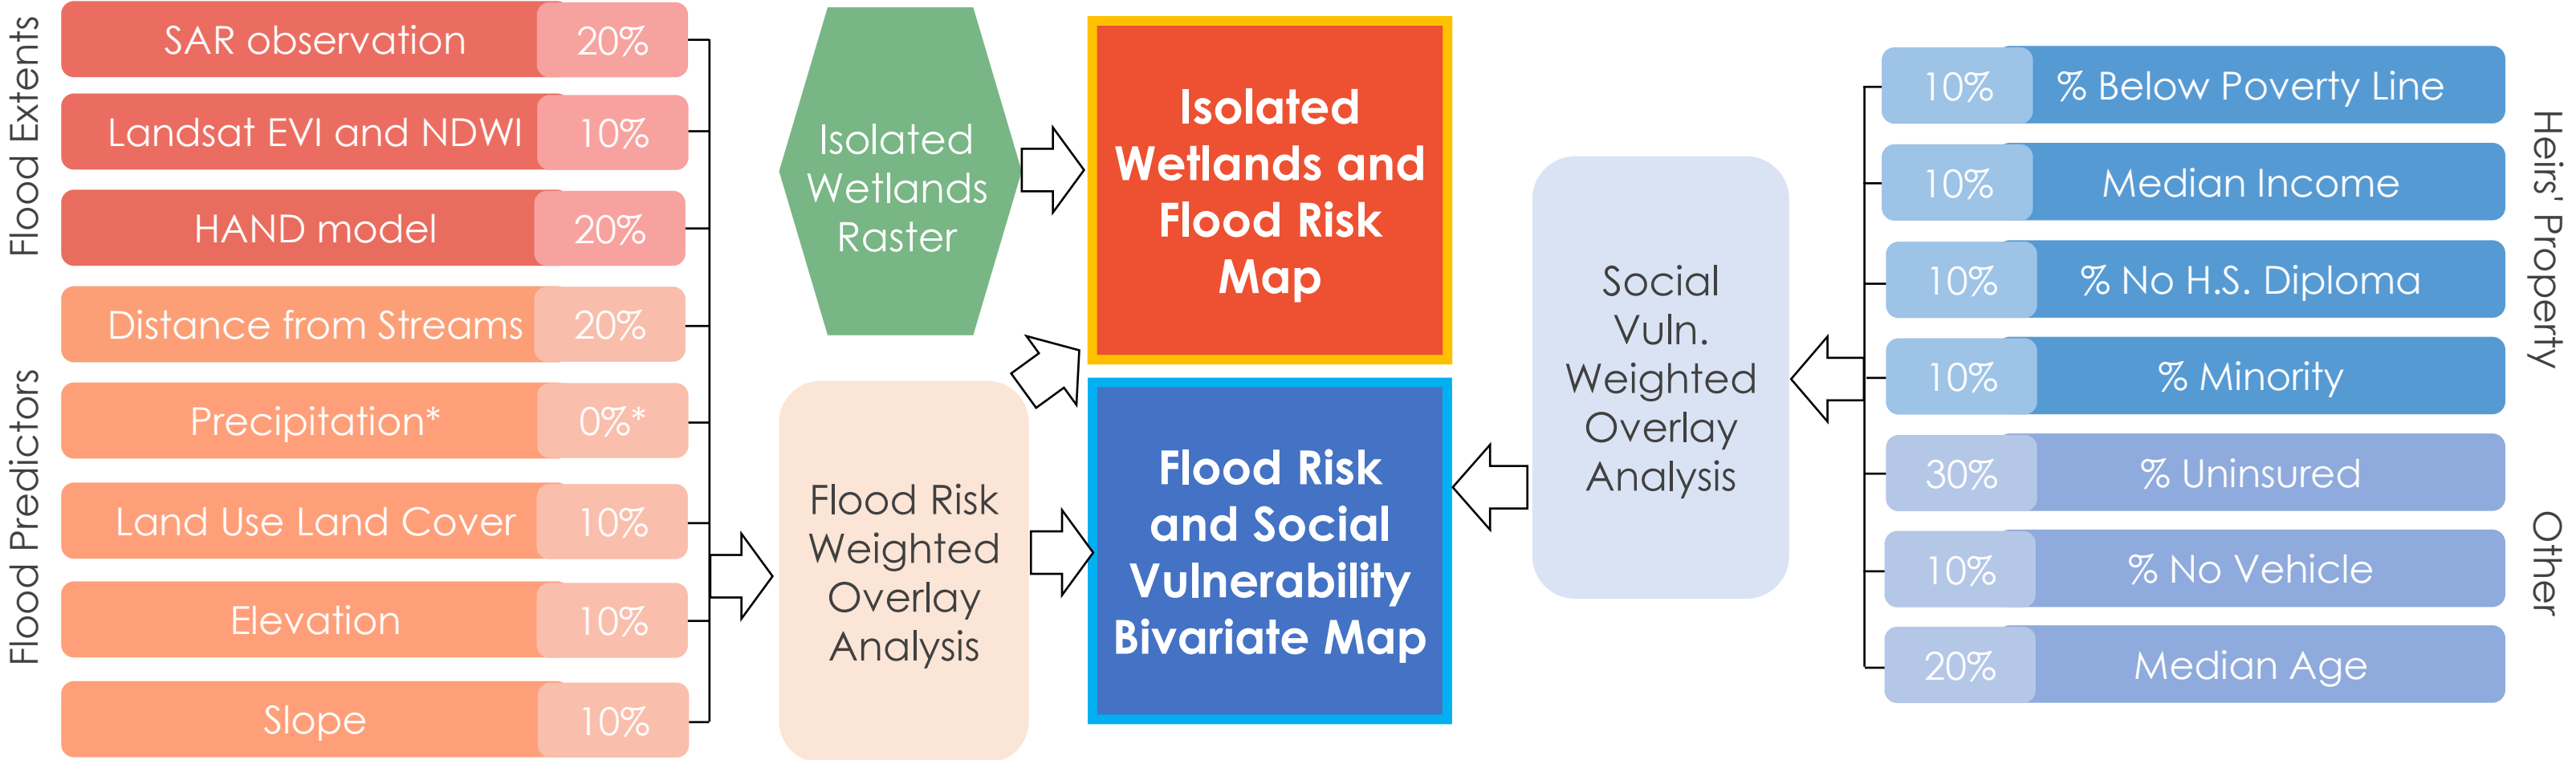 Flood Extents
SAR observation 20%
Landsat EVI and NDWI 10%
HAND model 20%
Flood Predictors
Distance from Streams 20%
Precipitation* 0%*
Land Use Land Cover 10%
Elevation 10%
Slope 10%
Isolated
Wetlands
Raster
Flood Risk
Weighted
Overlay
Analysis
Isolated
Wetlands and
Flood Risk
Map
Flood Risk
and Social
Vulnerability
Bivariate Map
Social
Vuln.
Weighted
Overlay
Analysis
10% % Below Poverty Line
10% Median Income
10% % No H.S. Diploma
10% % Minority
Heirs' Property
30% % Uninsured
10% % No Vehicle
20% Median Age
Other